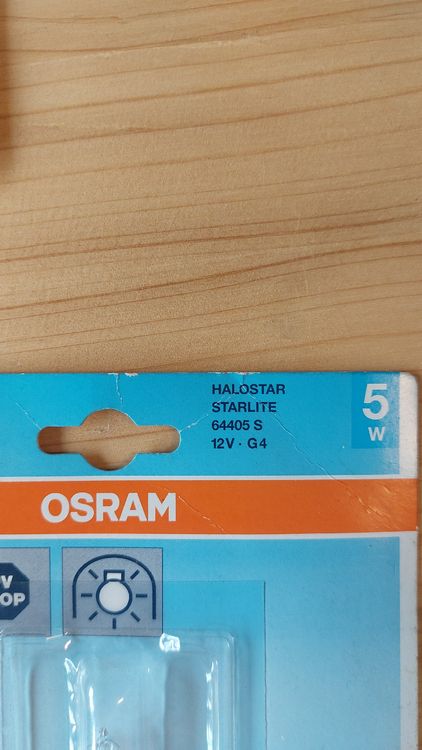 HALOSTAR
STARLITE
64405 S
12V · G4
5
W
OSRAM